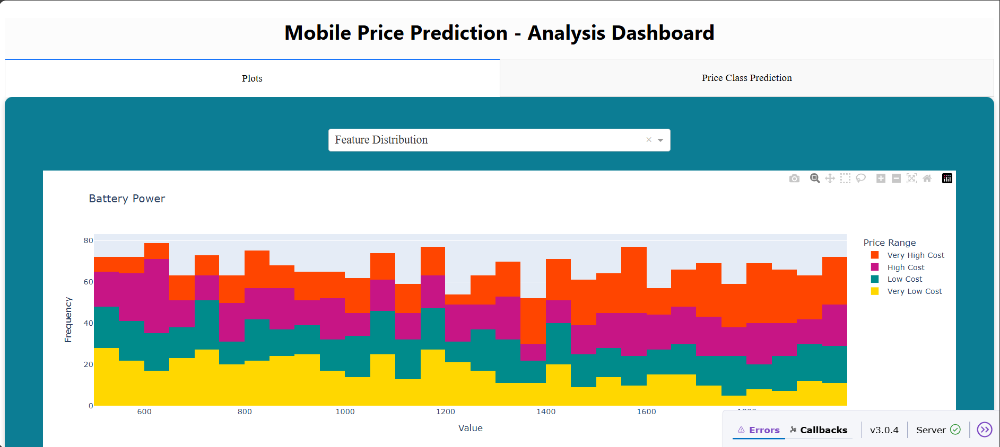 Mobile Price Prediction - Analysis Dashboard
Plots
Price Class Prediction
Feature Distribution
Battery Power
80
60
40
20
0
Frequency
600
800
1000
1200
1400
1600
Value
Price Range
Very High Cost
High Cost
Low Cost
Very Low Cost
Errors
Callbacks
v3.0.4
Server